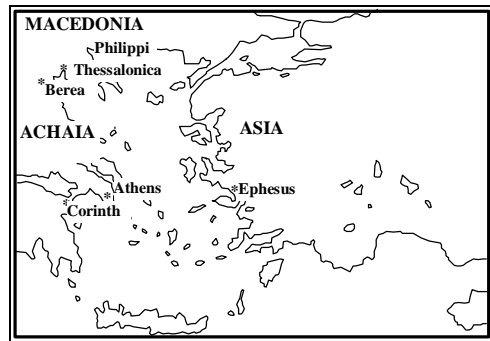 MACEDONIA
Philippi
* Thessalonica
* Berea
ACHAIA
ASIA
* Athens
* Ephesus
* Corinth